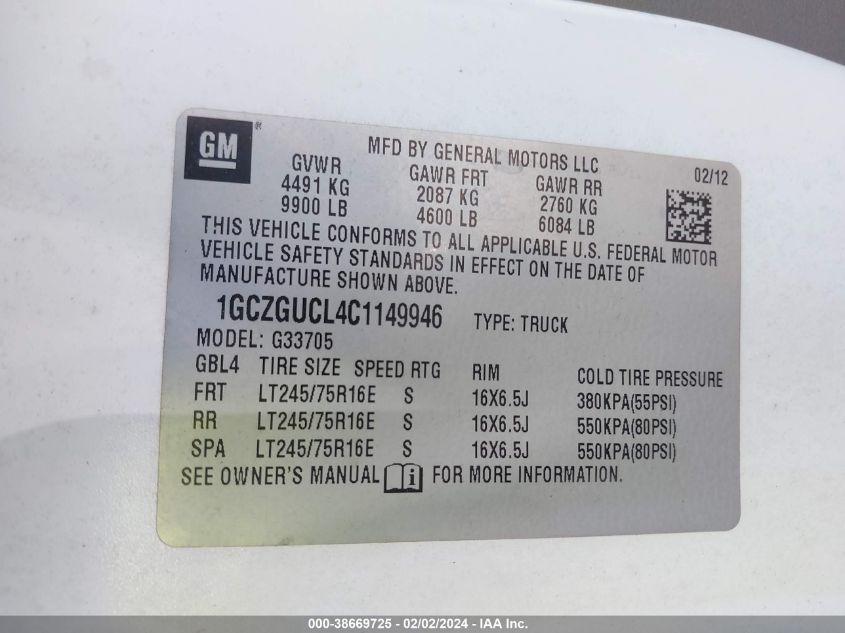 GM ®
MFD BY GENERAL MOTORS LLC
02/12
GVWR GAWR FRT GAWR RR
4491 KG 2087 KG 2760 KG
9900 LB 4600 LB 6084 LB
THIS VEHICLE CONFORMS TO ALL APPLICABLE U.S. FEDERAL MOTOR
VEHICLE SAFETY STANDARDS IN EFFECT ON THE DATE OF
MANUFACTURE SHOWN ABOVE.
1GCZGUCL4C1149946 TYPE: TRUCK
MODEL: G33705
GBL4 TIRE SIZE SPEED RTG RIM COLD TIRE PRESSURE
FRT LT245/75R16E S 16X6.5J 380KPA(55PSI)
RR LT245/75R16E S 16X6.5J 550KPA(80PSI)
SPA LT245/75R16E S 16X6.5J 550KPA(80PSI)
SEE OWNER'S MANUAL i FOR MORE INFORMATION.
000-38669725 - 02/02/2024 - IAA Inc.